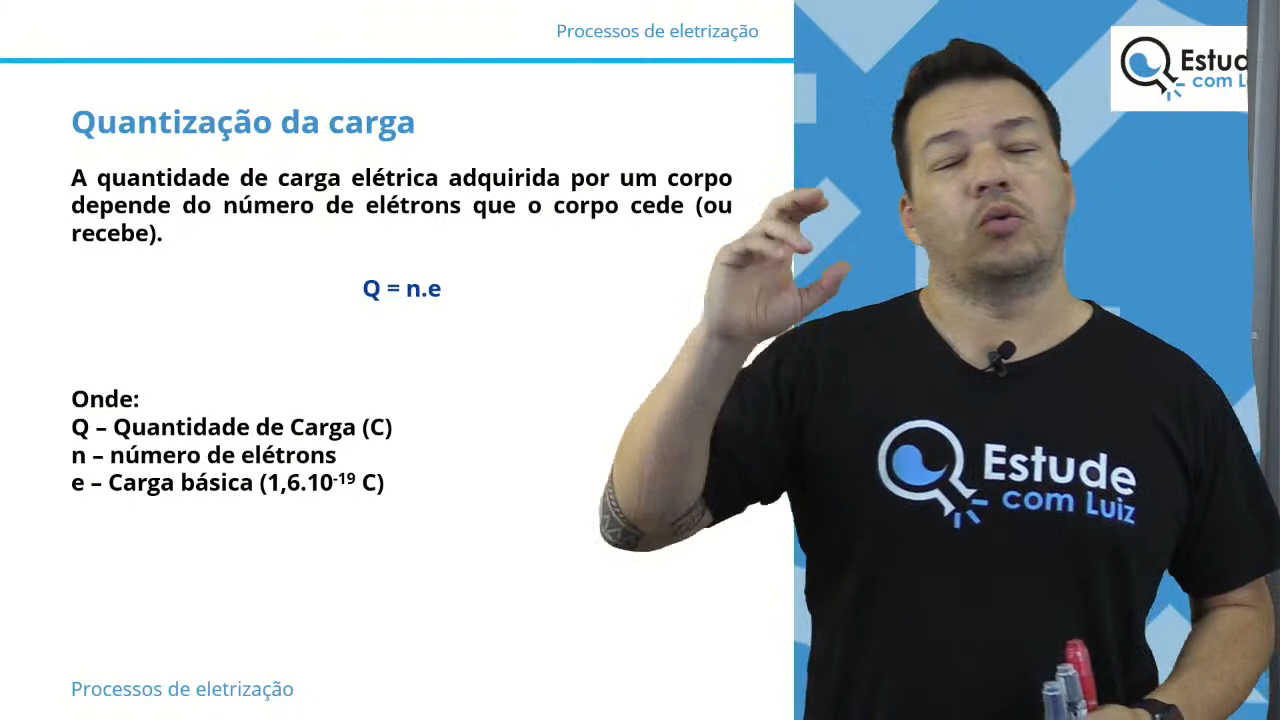 Processos de eletrização
Quantização da carga
A quantidade de carga elétrica adquirida por um corpo
depende do número de elétrons que o corpo cede (ou
recebe).
Q = n.e
Onde:
Q – Quantidade de Carga (C)
n – número de elétrons
e – Carga básica (1,6.10⁻¹⁹ C)
Processos de eletrização
Estude
com Luiz